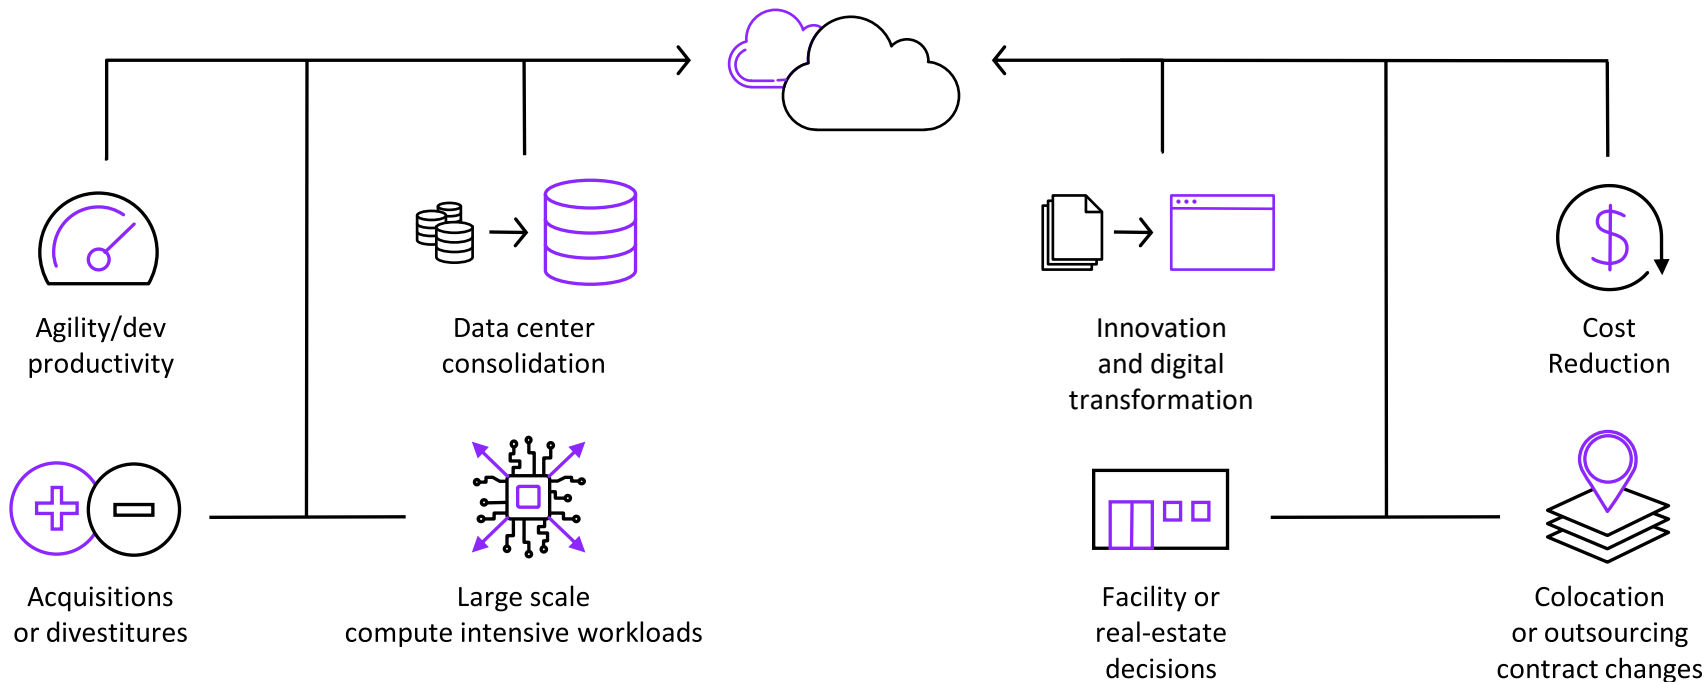 Agility/dev
productivity
Data center
consolidation
Innovation
and digital
transformation
Cost
Reduction
Acquisitions
or divestitures
Large scale
compute intensive workloads
Facility or
real-estate
decisions
Colocation
or outsourcing
contract changes